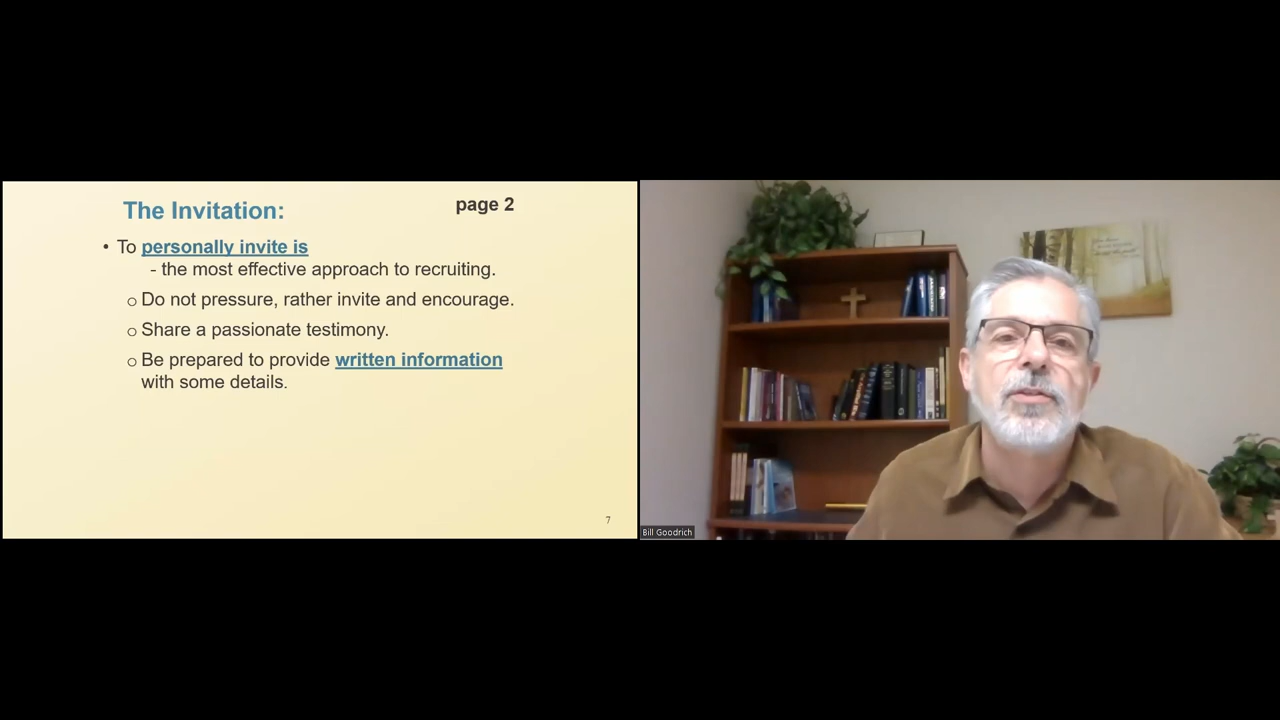 The Invitation:
page 2
• To personally invite is
- the most effective approach to recruiting.
o Do not pressure, rather invite and encourage.
o Share a passionate testimony.
o Be prepared to provide written information
with some details.
7
Bill Goodrich